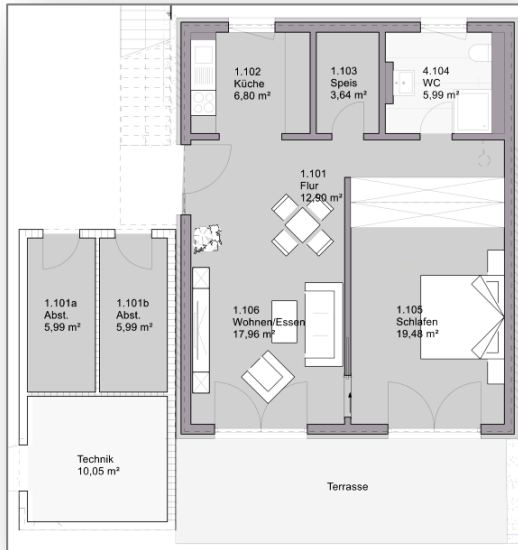 1.102
Küche
6,80 m²
1.103
Speis
3,64 m²
4.104
WC
5,99 m²
1.101
Flur
12,90 m²
1.101a
Abst.
5,99 m²
1.101b
Abst.
5,99 m²
1.106
Wohnen/Essen
17,96 m²
1.105
Schlafen
19,48 m²
Technik
10,05 m²
Terrasse